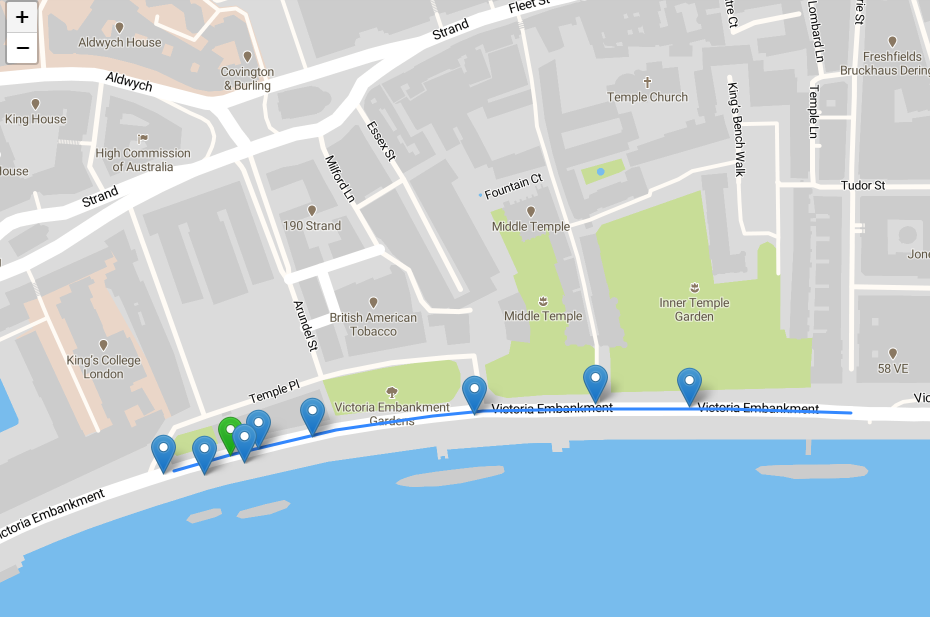 +
−
Fleet St
Strand
Aldwych House
Covington
& Burling
Aldwych
King House
High Commission
of Australia
Essex St
Milford Ln
Temple Church
King's Bench Walk
Lombard Ln
Temple Ln
Freshfields
Bruckhaus Dering
Tudor St
Fountain Ct
Middle Temple
190 Strand
Strand
Middle Temple
Inner Temple
Garden
British American
Tobacco
Arundel St
King's College
London
58 VE
Temple Pl
Victoria Embankment
Gardens
Victoria Embankment
Victoria Embankment
ictoria Embankment